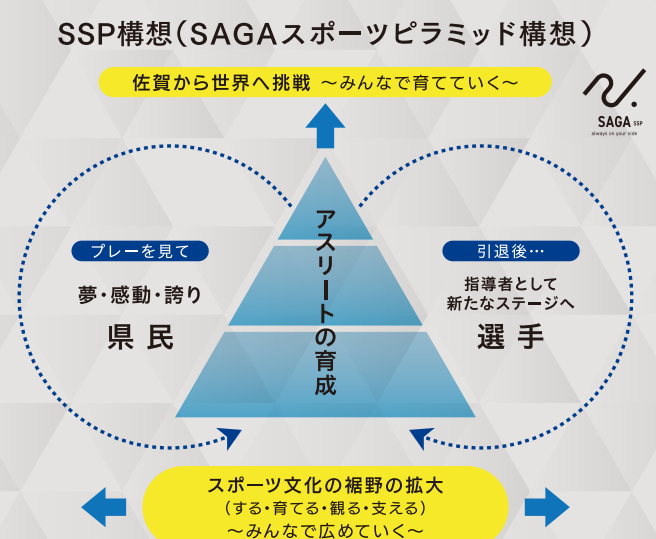 SSP構想（SAGAスポーツピラミッド構想）
佐賀から世界へ挑戦 ～みんなで育てていく～
SAGA SSP
always on your side
アスリートの育成
プレーを見て
夢・感動・誇り
県民
引退後…
指導者として
新たなステージへ
選手
スポーツ文化の裾野の拡大
（する・育てる・観る・支える）
～みんなで広めていく～